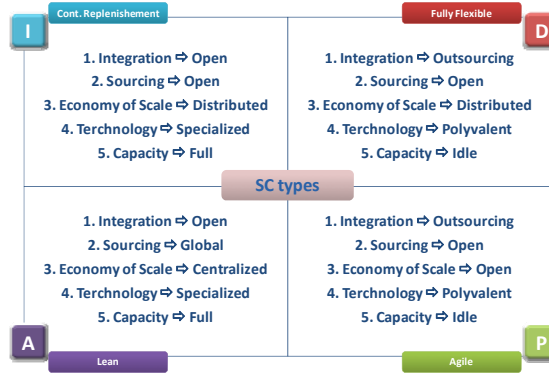 Cont. Replenishement
I
1. Integration ⇨ Open
2. Sourcing ⇨ Open
3. Economy of Scale ⇨ Distributed
4. Terchnology ⇨ Specialized
5. Capacity ⇨ Full
Fully Flexible
D
1. Integration ⇨ Outsourcing
2. Sourcing ⇨ Open
3. Economy of Scale ⇨ Distributed
4. Terchnology ⇨ Polyvalent
5. Capacity ⇨ Idle
SC types
1. Integration ⇨ Open
2. Sourcing ⇨ Global
3. Economy of Scale ⇨ Centralized
4. Terchnology ⇨ Specialized
5. Capacity ⇨ Full
A
Lean
1. Integration ⇨ Outsourcing
2. Sourcing ⇨ Open
3. Economy of Scale ⇨ Open
4. Terchnology ⇨ Polyvalent
5. Capacity ⇨ Idle
P
Agile